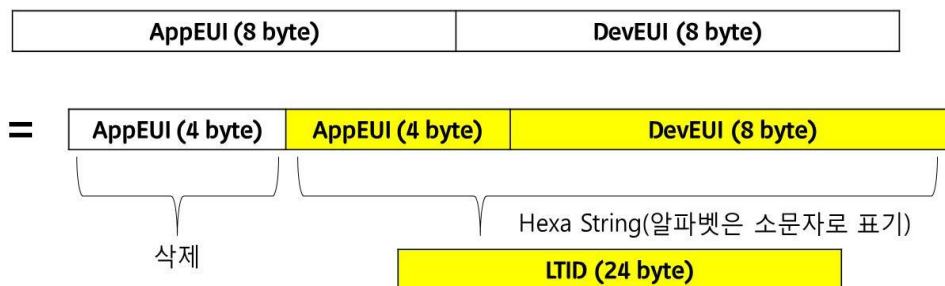 AppEUI (8 byte) DevEUI (8 byte)
= AppEUI (4 byte) AppEUI (4 byte) DevEUI (8 byte)
Hexa String(알파벳은 소문자로 표기)
삭제
LTID (24 byte)